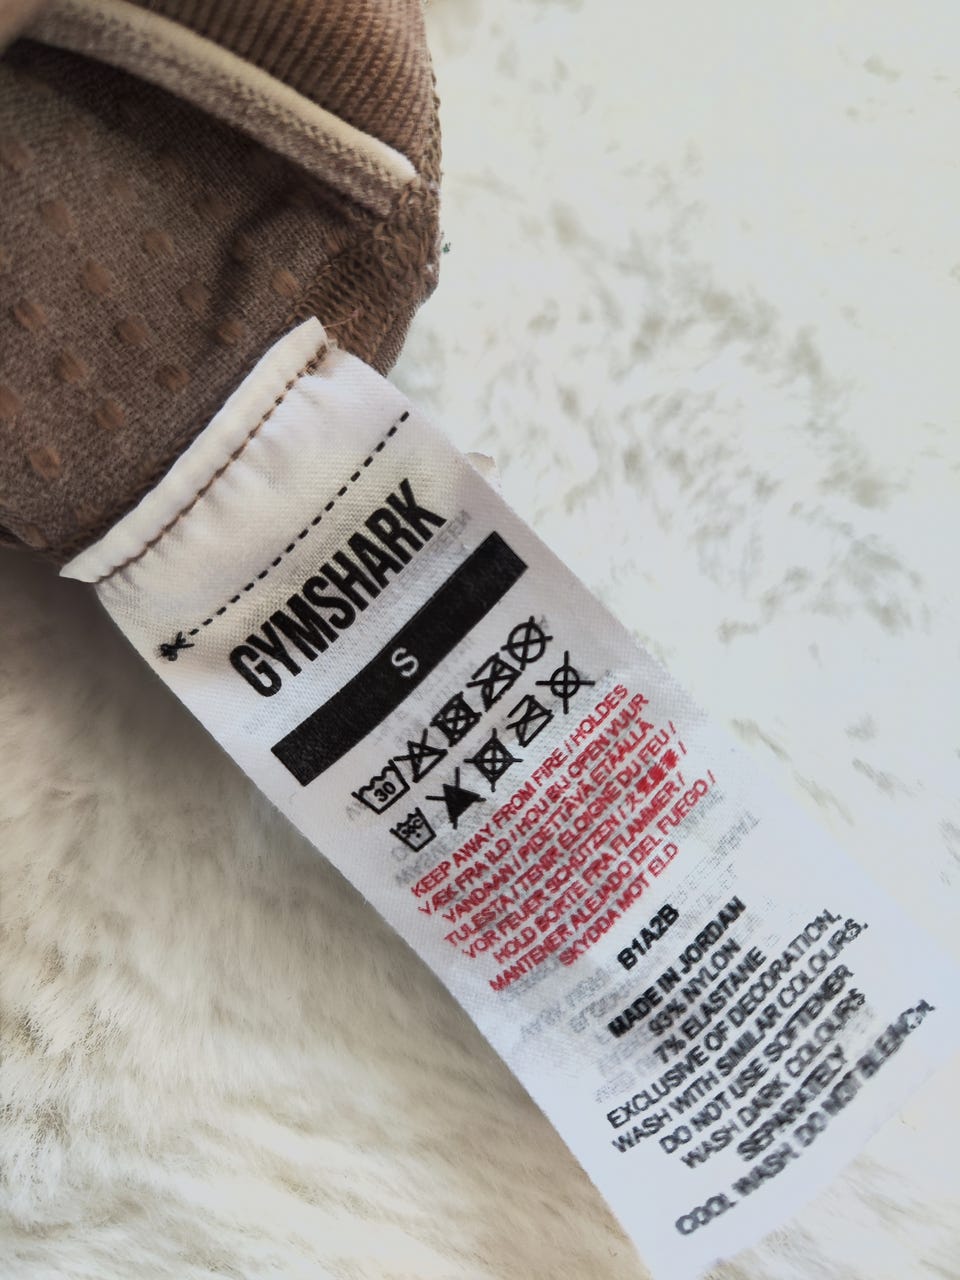 GYMSHARK
S
30
KEEP AWAY FROM FIRE / HOLDES
VÆK FRA ILD / HOU BIJ OPEN VUUR
VANDAAN / PIDETTÄVÄ ETÄÄLLÄ
TULESTA / TENIR ÉLOIGNÉ DU FEU /
VOR FEUER SCHÜTZEN /
HOLD BORTE FRA FLAMMER /
MANTENER ALEJADO DEL FUEGO /
SKYDDA MOT ELD
B1A2B
MADE IN JORDAN
93% NYLON
7% ELASTANE
EXCLUSIVE OF DECORATION.
WASH WITH SIMILAR COLOURS.
DO NOT USE SOFTENER
WASH DARK COLOURS
SEPARETELY
COOL WASH. DO NOT BLEACH